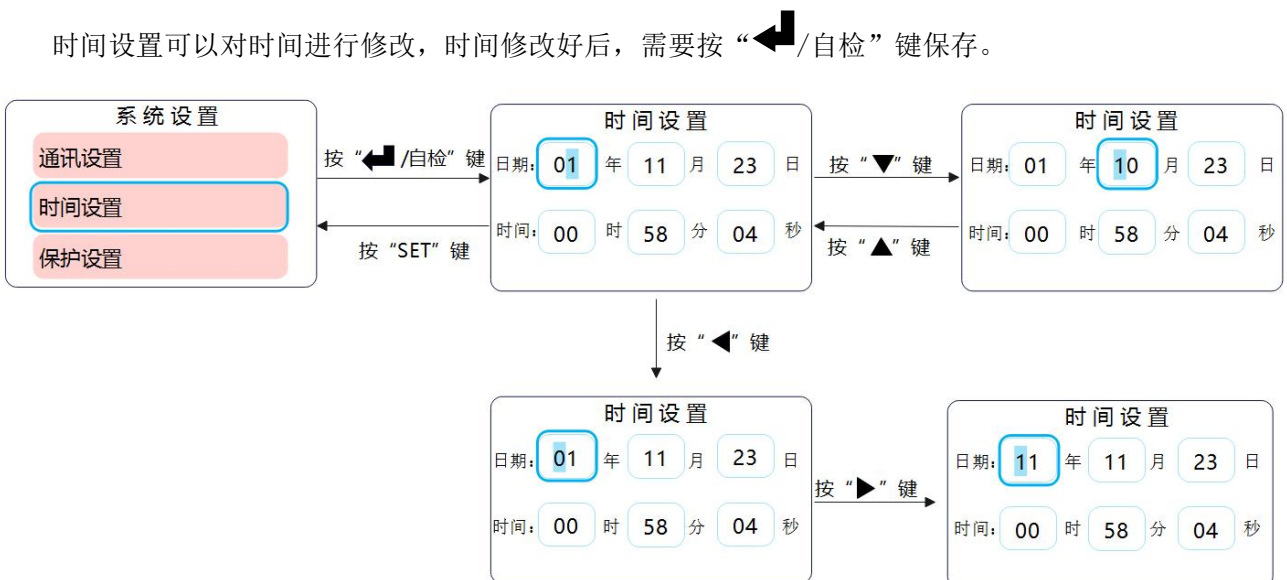 时间设置可以对时间进行修改，时间修改好后，需要按“/自检”键保存。
系统设置
通讯设置
时间设置
保护设置
按“/自检”键
按“SET”键
时间设置
日期: 01 年 11 月 23 日
时间: 00 时 58 分 04 秒
按“▼”键
按“▲”键
时间设置
日期: 01 年 10 月 23 日
时间: 00 时 58 分 04 秒
按“◀”键
时间设置
日期: 01 年 11 月 23 日
时间: 00 时 58 分 04 秒
按“▶”键
时间设置
日期: 11 年 11 月 23 日
时间: 00 时 58 分 04 秒